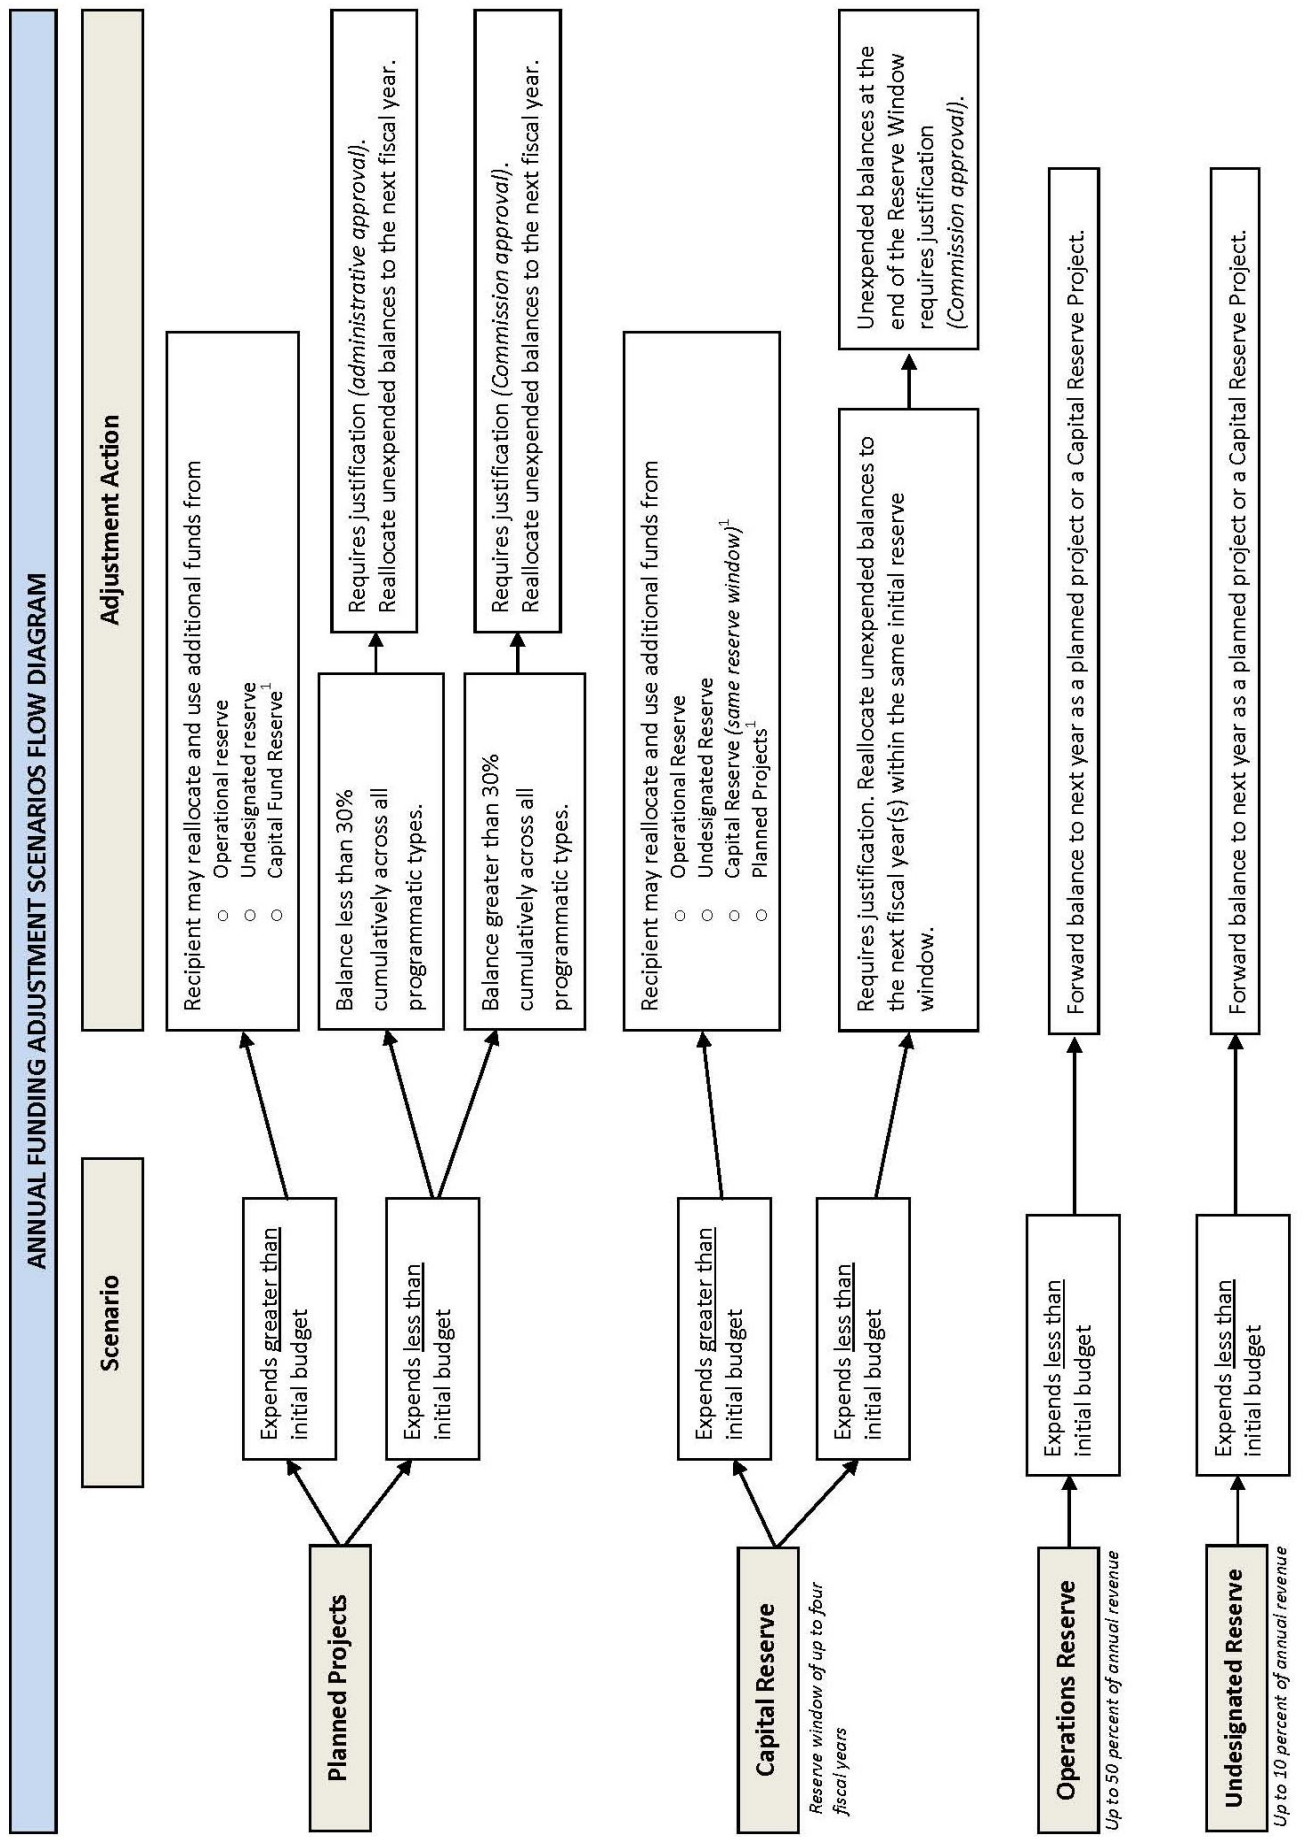 ANNUAL FUNDING ADJUSTMENT SCENARIOS FLOW DIAGRAM
Scenario
Adjustment Action
Planned Projects
Expends greater than
initial budget
Recipient may reallocate and use additional funds from
○ Operational reserve
○ Undesignated reserve
○ Capital Fund Reserve¹
Expends less than
initial budget
Balance less than 30%
cumulatively across all
programmatic types.
Requires justification (administrative approval).
Reallocate unexpended balances to the next fiscal year.
Balance greater than 30%
cumulatively across all
programmatic types.
Requires justification (Commission approval).
Reallocate unexpended balances to the next fiscal year.
Capital Reserve
Reserve window of up to four
fiscal years
Expends greater than
initial budget
Recipient may reallocate and use additional funds from
○ Operational Reserve
○ Undesignated Reserve
○ Capital Reserve (same reserve window)¹
○ Planned Projects¹
Expends less than
initial budget
Requires justification. Reallocate unexpended balances to
the next fiscal year(s) within the same initial reserve
window.
Unexpended balances at the
end of the Reserve Window
requires justification
(Commission approval).
Operations Reserve
Up to 50 percent of annual revenue
Expends less than
initial budget
Forward balance to next year as a planned project or a Capital Reserve Project.
Undesignated Reserve
Up to 10 percent of annual revenue
Expends less than
initial budget
Forward balance to next year as a planned project or a Capital Reserve Project.